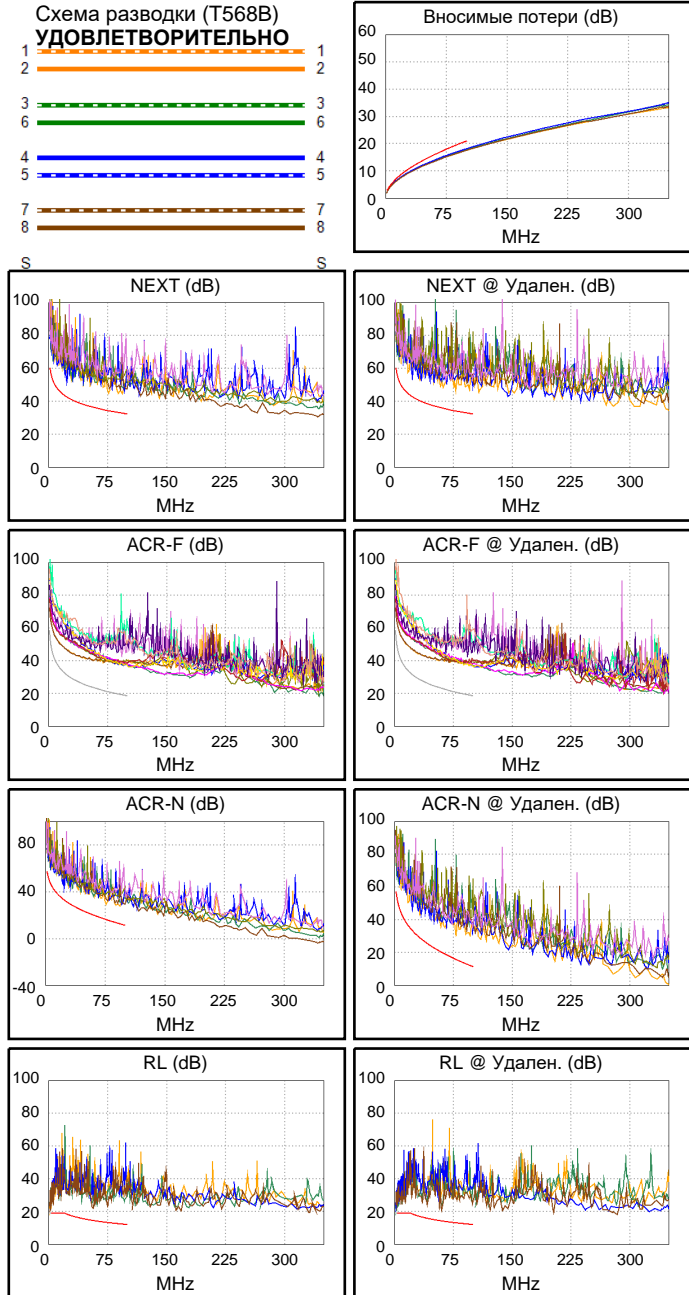 Схема разводки (T568B)
УДОВЛЕТВОРИТЕЛЬНО
1 1
2 2
3 3
6 6
4 4
5 5
7 7
8 8
S S
Вносимые потери (dB)
60
50
40
30
20
10
0
0 75 150 225 300
MHz
NEXT (dB)
100
80
60
40
20
0
0 75 150 225 300
MHz
NEXT @ Удален. (dB)
100
80
60
40
20
0
0 75 150 225 300
MHz
ACR-F (dB)
100
80
60
40
20
0
0 75 150 225 300
MHz
ACR-F @ Удален. (dB)
100
80
60
40
20
0
0 75 150 225 300
MHz
ACR-N (dB)
80
40
0
-40
0 75 150 225 300
MHz
ACR-N @ Удален. (dB)
100
80
60
40
20
0
0 75 150 225 300
MHz
RL (dB)
100
80
60
40
20
0
0 75 150 225 300
MHz
RL @ Удален. (dB)
100
80
60
40
20
0
0 75 150 225 300
MHz